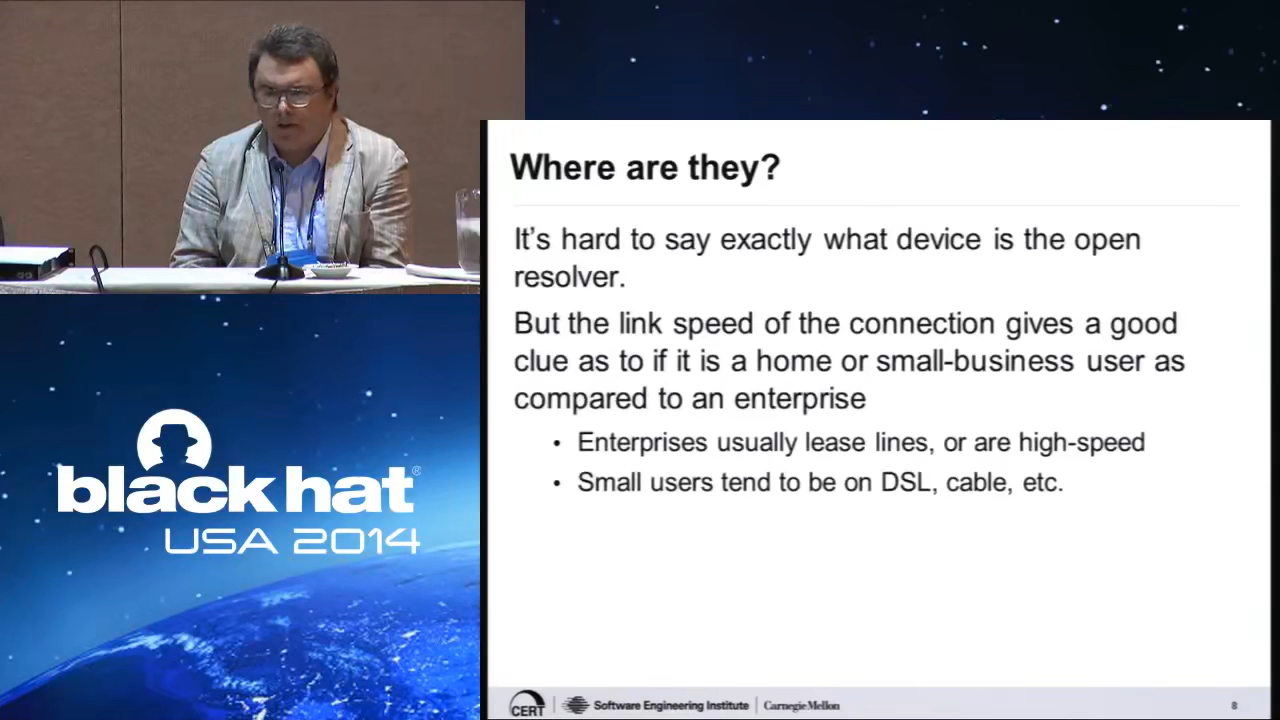 Where are they?
It's hard to say exactly what device is the open
resolver.
But the link speed of the connection gives a good
clue as to if it is a home or small-business user as
compared to an enterprise
• Enterprises usually lease lines, or are high-speed
• Small users tend to be on DSL, cable, etc.
black hat®
USA 2014
CERT | Software Engineering Institute | Carnegie Mellon
8